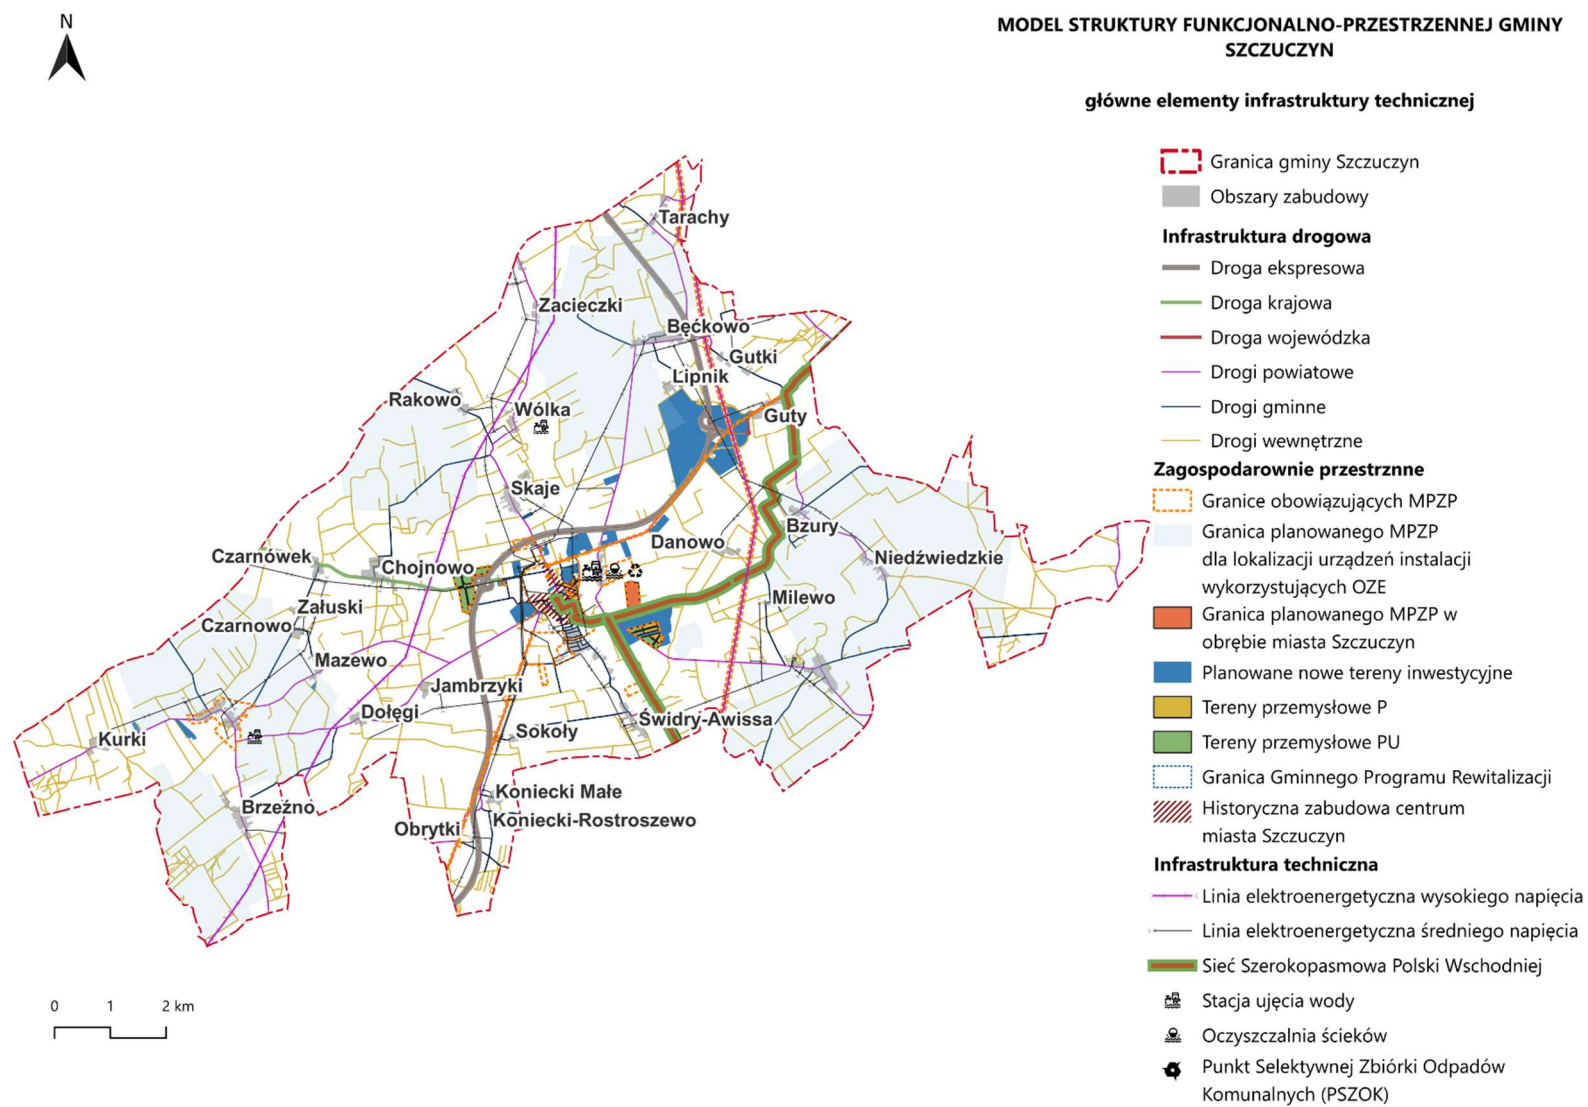 N
MODEL STRUKTURY FUNKCJONALNO-PRZESTRZENNEJ GMINY
SZCZUCZYN
główne elementy infrastruktury technicznej
Granica gminy Szczuczyn
Obszary zabudowy
Infrastruktura drogowa
Droga ekspresowa
Droga krajowa
Droga wojewódzka
Drogi powiatowe
Drogi gminne
Drogi wewnętrzne
Zagospodarownie przestrznne
Granice obowiązujących MPZP
Granica planowanego MPZP
dla lokalizacji urządzeń instalacji
wykorzystujących OZE
Granica planowanego MPZP w
obrębie miasta Szczuczyn
Planowane nowe tereny inwestycyjne
Tereny przemysłowe P
Tereny przemysłowe PU
Granica Gminnego Programu Rewitalizacji
Historyczna zabudowa centrum
miasta Szczuczyn
Infrastruktura techniczna
Linia elektroenergetyczna wysokiego napięcia
Linia elektroenergetyczna średniego napięcia
Sieć Szerokopasmowa Polski Wschodniej
Stacja ujęcia wody
Oczyszczalnia ścieków
Punkt Selektywnej Zbiórki Odpadów
Komunalnych (PSZOK)
Tarachy
Zacieczki
Bęćkowo
Gutki
Lipnik
Rakowo
Wólka
Guty
Skaje
Bzury
Danowo
Niedźwiedzkie
Czarnówek
Chojnowo
Milewo
Załuski
Czarnowo
Mazewo
Jambrzyki
Dołęgi
Świdry-Awissa
Sokoły
Kurki
Koniecki Małe
Brzeźno
Koniecki-Rostroszewo
Obrytki
0 1 2 km